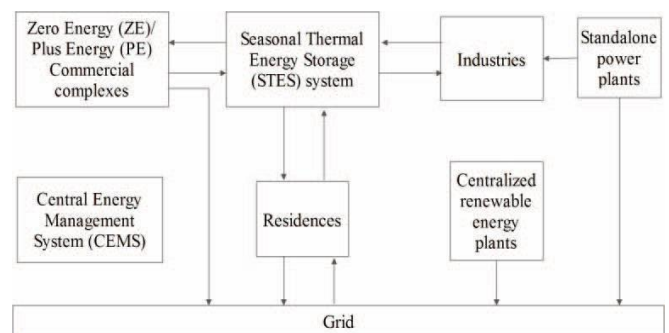 Zero Energy (ZE)/
Plus Energy (PE)
Commercial
complexes
Seasonal Thermal
Energy Storage
(STES) system
Industries
Standalone
power
plants
Central Energy
Management
System (CEMS)
Residences
Centralized
renewable
energy
plants
Grid